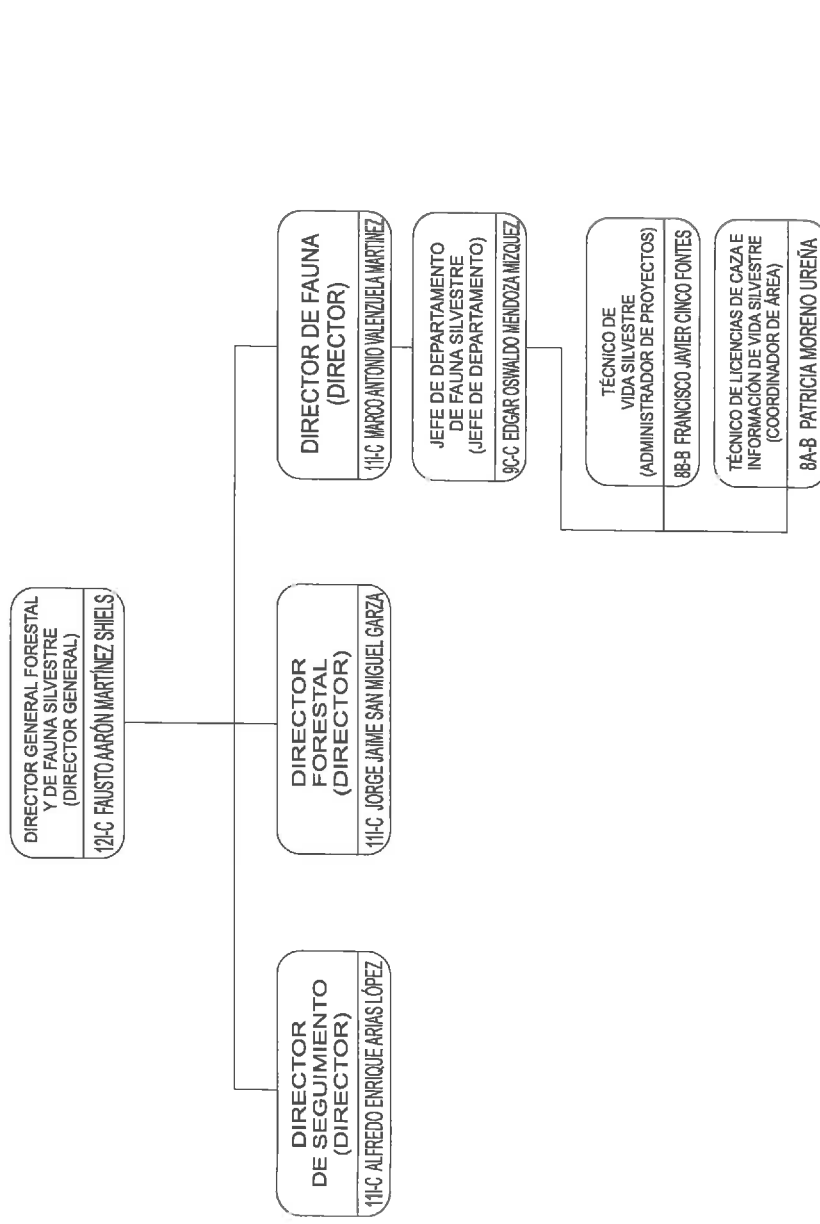 DIRECTOR GENERAL FORESTAL
Y DE FAUNA SILVESTRE
(DIRECTOR GENERAL)
12I-C FAUSTO AARÓN MARTÍNEZ SHIELS
DIRECTOR
DE SEGUIMIENTO
(DIRECTOR)
11I-C ALFREDO ENRIQUE ARIAS LÓPEZ
DIRECTOR
FORESTAL
(DIRECTOR)
11I-C JORGE JAIME SAN MIGUEL GARZA
DIRECTOR DE FAUNA
(DIRECTOR)
11I-C MARCO ANTONIO VALENZUELA MARTINEZ
JEFE DE DEPARTAMENTO
DE FAUNA SILVESTRE
(JEFE DE DEPARTAMENTO)
9C-C EDGAR OSWALDO MENDOZA MIZQUEZ
TÉCNICO DE
VIDA SILVESTRE
(ADMINISTRADOR DE PROYECTOS)
8B-B FRANCISCO JAVIER CINCO FONTES
TÉCNICO DE LICENCIAS DE CAZA E
INFORMACIÓN DE VIDA SILVESTRE
(COORDINADOR DE ÁREA)
8A-B PATRICIA MORENO UREÑA